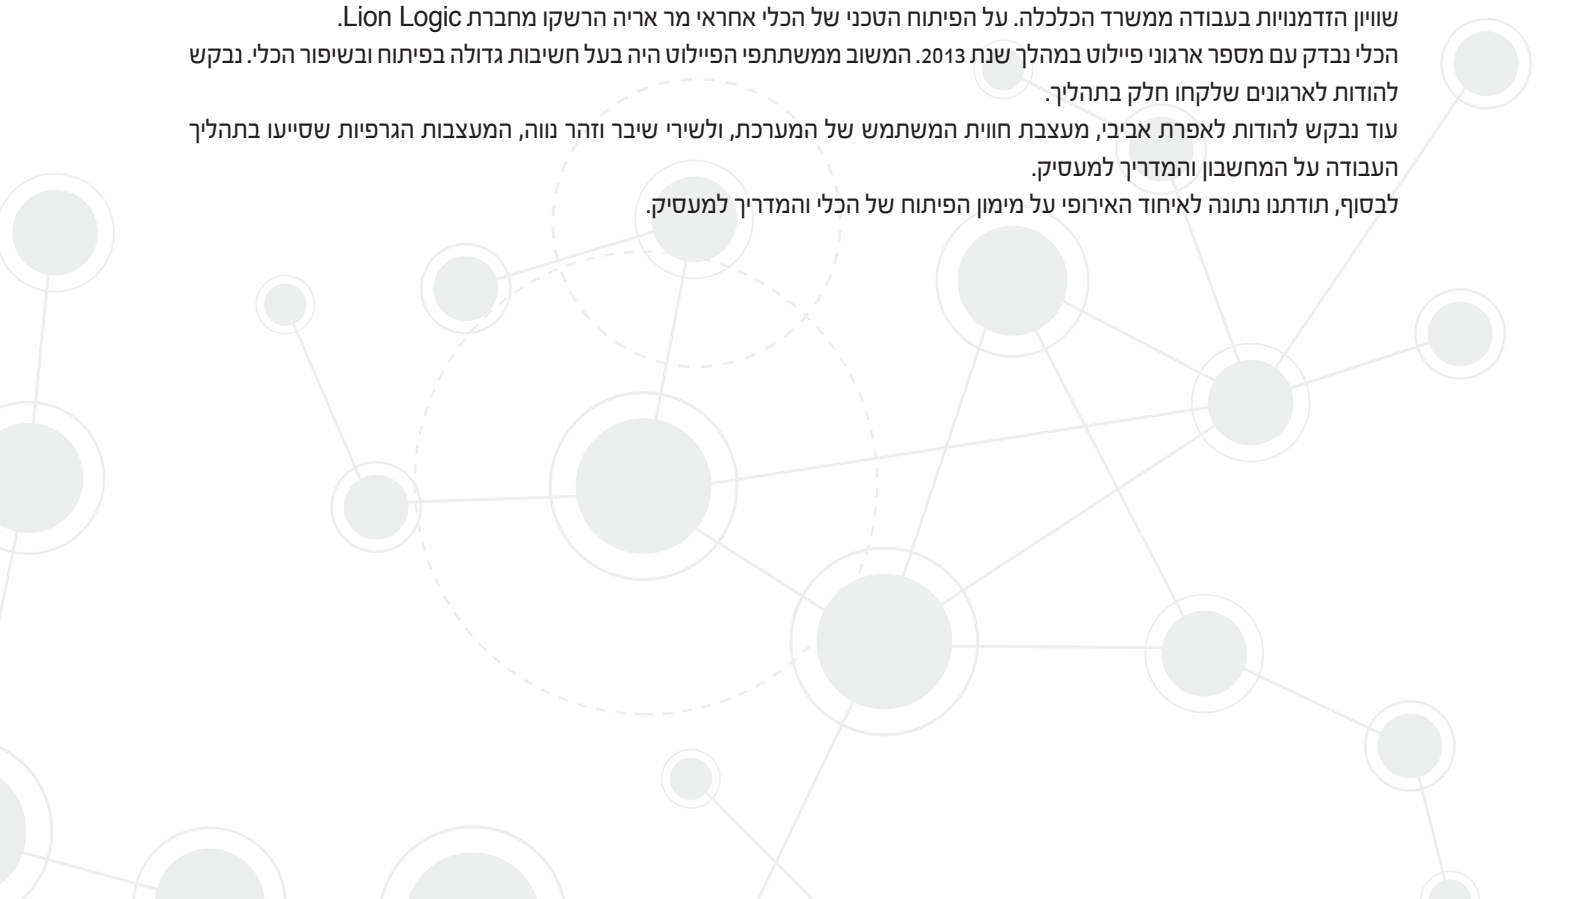 שוויון הזדמנויות בעבודה ממשרד הכלכלה. על הפיתוח הטכני של הכלי אחראי מר אריה הרשקו מחברת Lion Logic.
הכלי נבדק עם מספר ארגוני פיילוט במהלך שנת 2013. המשוב ממשתתפי הפיילוט היה בעל חשיבות גדולה בפיתוח ובשיפור הכלי. נבקש
להודות לארגונים שלקחו חלק בתהליך.
עוד נבקש להודות לאפרת אביבי, מעצבת חווית המשתמש של המערכת, ולשירי שיבר וזהר נווה, המעצבות הגרפיות שסייעו בתהליך
העבודה על המחשבון והמדריך למעסיק.
לבסוף, תודתנו נתונה לאיחוד האירופי על מימון הפיתוח של הכלי והמדריך למעסיק.